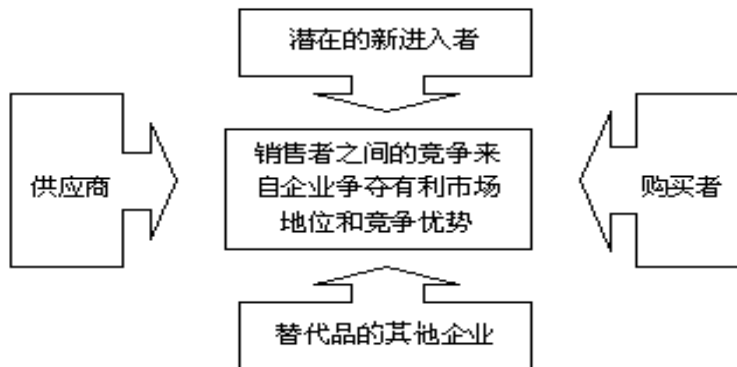 潜在的新进入者
供应商
销售者之间的竞争来
自企业争夺有利市场
地位和竞争优势
购买者
替代品的其他企业